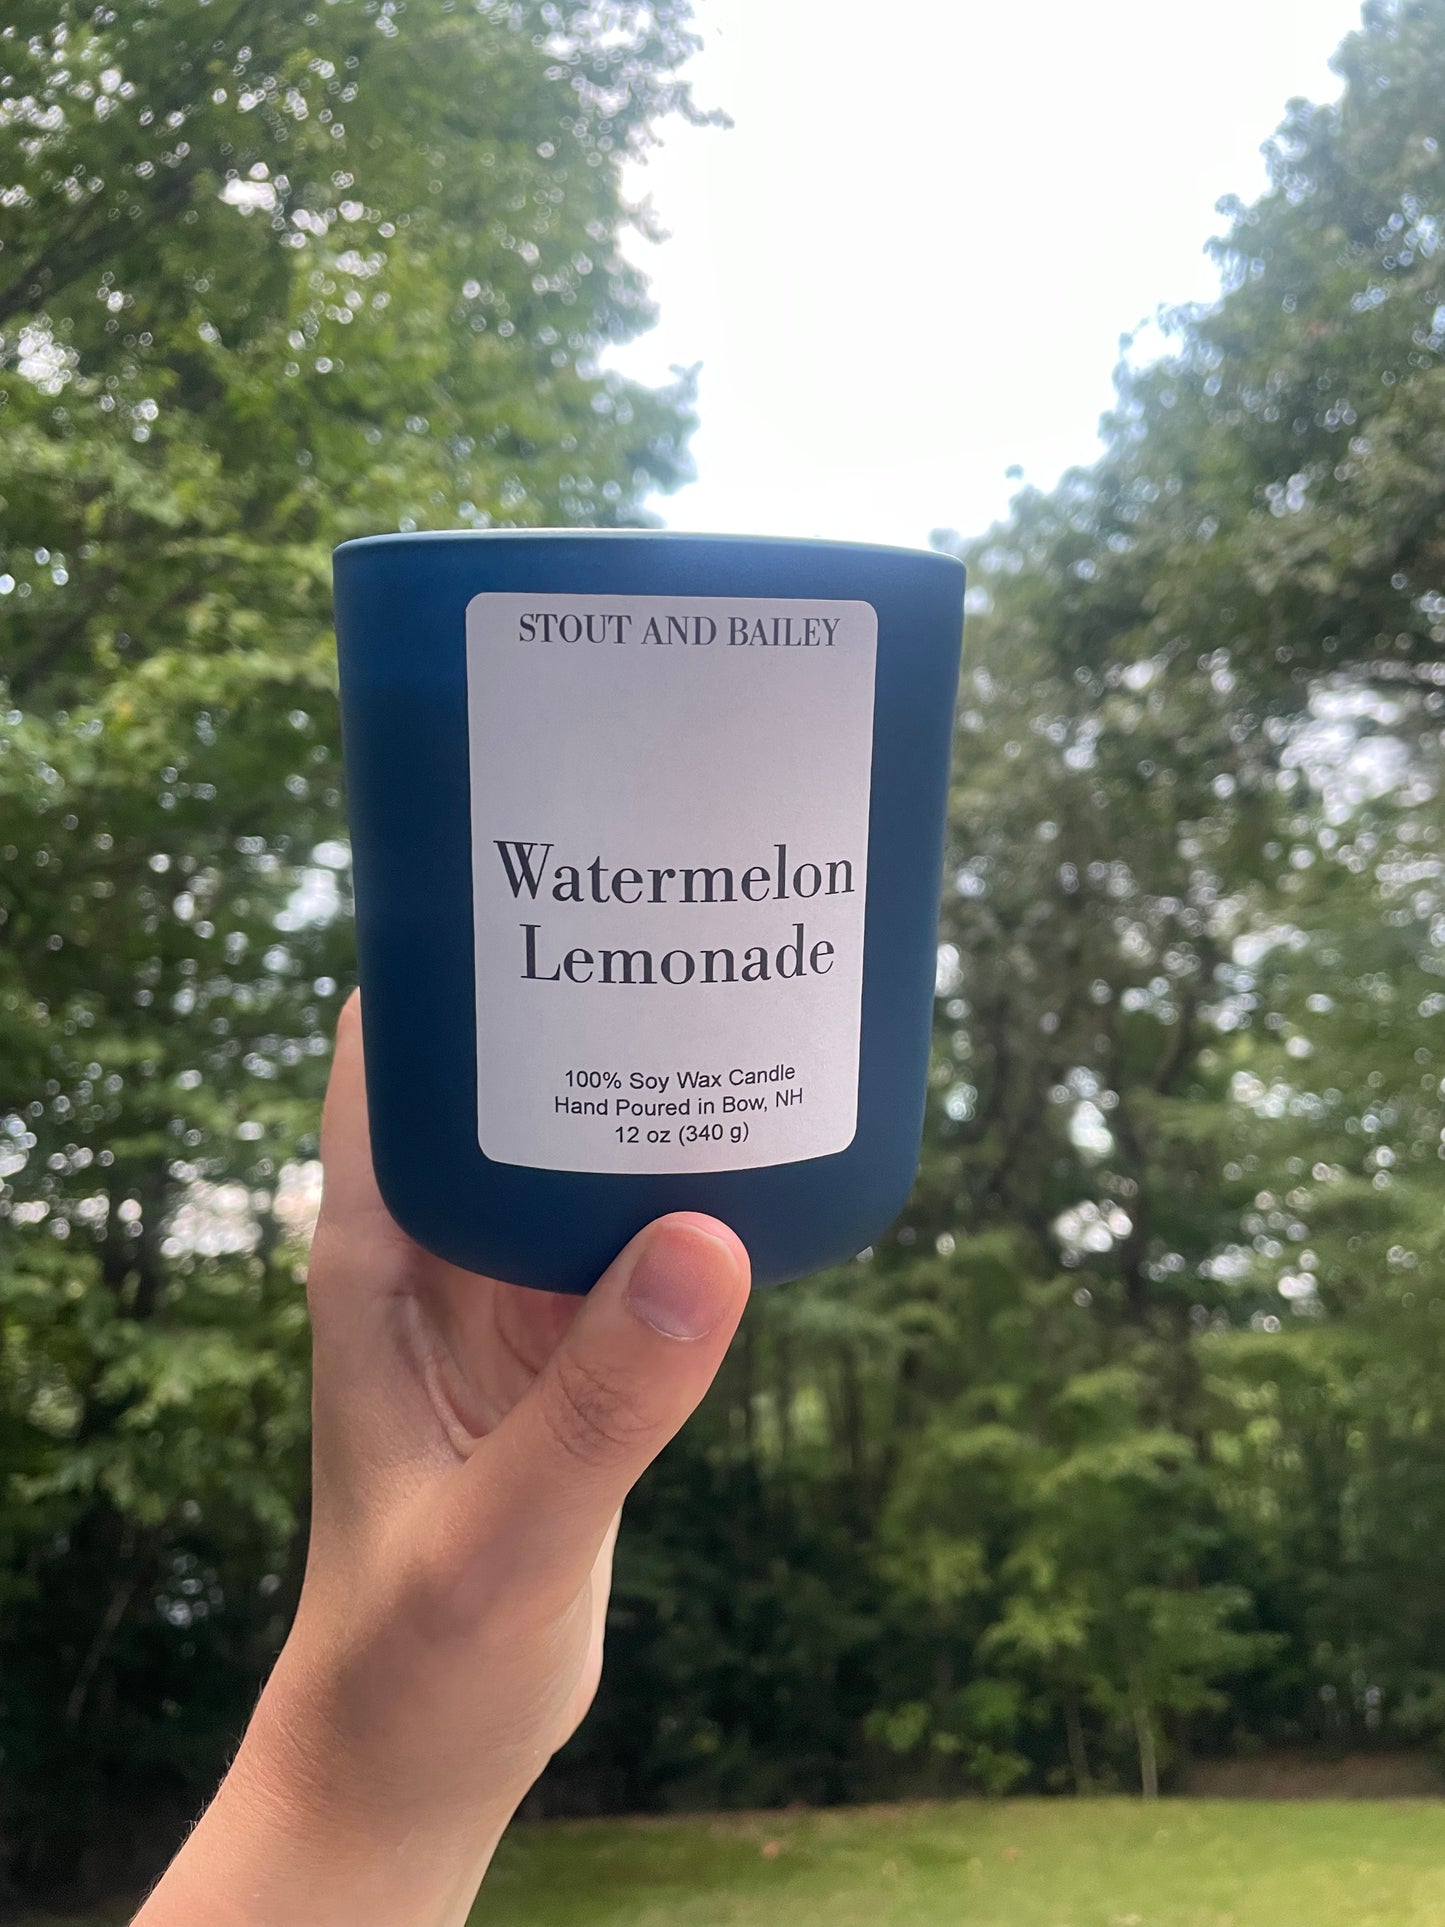 STOUT AND BAILEY
Watermelon
Lemonade
100% Soy Wax Candle
Hand Poured in Bow, NH
12 oz (340 g)